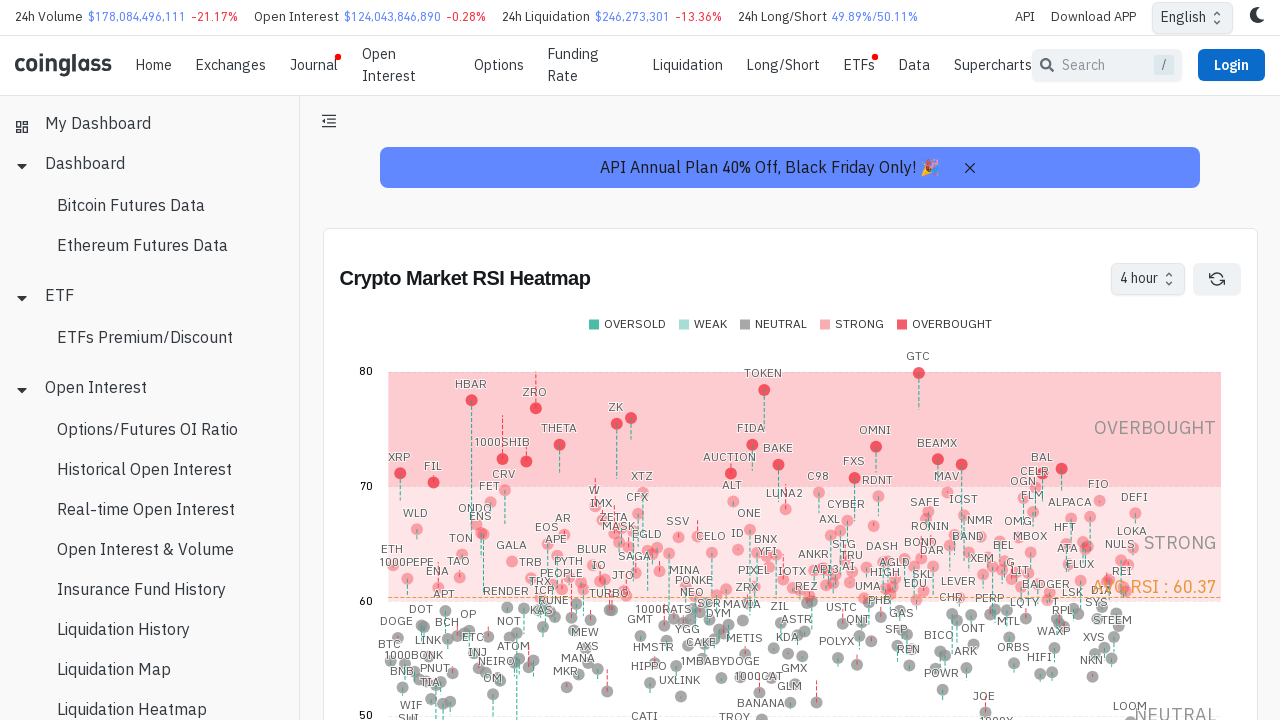 24h Volume $178,084,496,111 -21.17% Open Interest $124,043,846,890 -0.28% 24h Liquidation $246,273,301 -13.36% 24h Long/Short 49.89%/50.11% API Download APP English
coinglass Home Exchanges Journal Open Interest Options Funding Rate Liquidation Long/Short ETFs Data Supercharts Search / Login
My Dashboard
Dashboard
Bitcoin Futures Data
Ethereum Futures Data
ETF
ETFs Premium/Discount
Open Interest
Options/Futures OI Ratio
Historical Open Interest
Real-time Open Interest
Open Interest & Volume
Insurance Fund History
Liquidation History
Liquidation Map
Liquidation Heatmap
API Annual Plan 40% Off, Black Friday Only! 🎉
Crypto Market RSI Heatmap
4 hour
OVERSOLD WEAK NEUTRAL STRONG OVERBOUGHT
GTC
80
TOKEN
HBAR
ZRO
ZK
THETA FIDA OMNI
OVERBOUGHT
1000SHIB BAKE BEAMX
XRP AUCTION FXS BAL
FIL CRV XTZ C98 RDNT MAV CELR
70
FET W ALT LUNA2 OGN FIO
CFX IOST FLM DEFI
ONDO IMX CYBER SAFE ALPACA
WLD ENS AR ZETA SSV ONE AXL NMR OMG
EOS MASK RONIN HFT LOKA
TON APE EGLD CELO ID BNX STG BOND BAND MBOX
STRONG
ETH GALA BLUR YFI TRU DASH DAR BEL ATA NULS
1000PEPE TAO TRB PYTH IO SAGA ANKR AI AGLD XEM G FLUX
ENA PEOPLE JTO MINA PIXEL IOTX API3 HIGH SKL LIT REI
APT RENDER TRX ICP TURBO PONKE NEO ZRX REZ UMA EDU LEVER BADGER LSK DIA
AVG RSI : 60.37
60
DOT KAS RUNE 1000RATS SCR MAVIA ZIL USTC PHB CHR PERP LQTY SYS
DOGE BCH OP NOT GMT DYM ASTR QNT GAS MTL RPL STEEM
LINK ETC MEW YGG METIS KDA POLYX SFP BICO ONT WAXP XVS
BTC 1000BONK INJ ATOM AXS HMSTR CAKE REN ARK ORBS
BNB PNUT NEIRO MANA HIPPO 1MBABYDOGE GMX POWR HIFI NKN
TIA OM MKR UXLINK 1000CAT GLM
WIF BANANA JOE LOOM
50
SUI CATI TROY 1000X
NEUTRAL